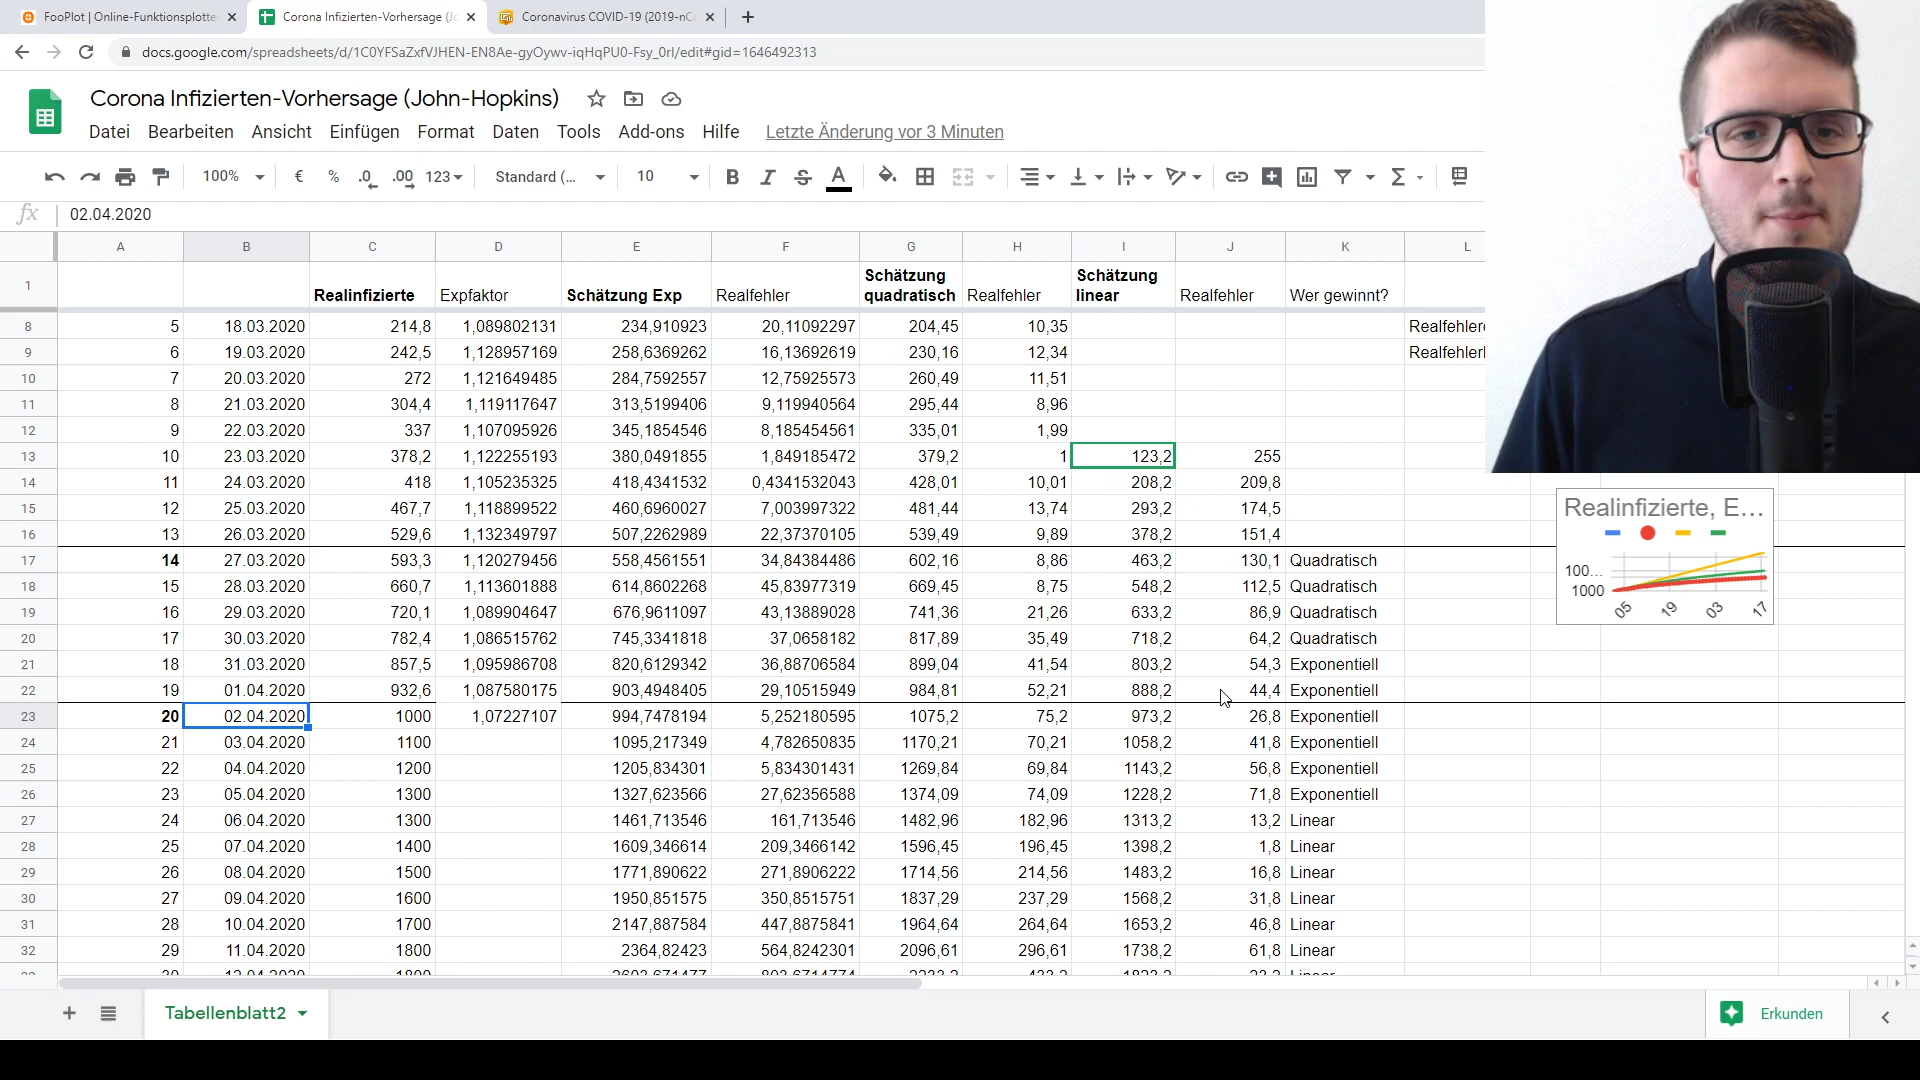 FooPlot | Online-Funktionsplotte
Corona Infizierten-Vorhersage (Jo
Coronavirus COVID-19 (2019-nCo
docs.google.com/spreadsheets/d/1C0YFSaZxfVJHEN-EN8Ae-gyOywv-iqHqPU0-Fsy_0rI/edit#gid=1646492313
Corona Infizierten-Vorhersage (John-Hopkins)
Datei Bearbeiten Ansicht Einfügen Format Daten Tools Add-ons Hilfe Letzte Änderung vor 3 Minuten
100% € % .0 .00 123 Standard (... 10 B I S A Σ
fx 02.04.2020
A B C D E F G H I J K L
1 Realinfizierte Expfaktor Schätzung Exp Realfehler Schätzung quadratisch Realfehler Schätzung linear Realfehler Wer gewinnt?
8 5 18.03.2020 214,8 1,089802131 234,910923 20,11092297 204,45 10,35 Realfehler
9 6 19.03.2020 242,5 1,128957169 258,6369262 16,13692619 230,16 12,34 Realfehler
10 7 20.03.2020 272 1,121649485 284,7592557 12,75925573 260,49 11,51
11 8 21.03.2020 304,4 1,119117647 313,5199406 9,119940564 295,44 8,96
12 9 22.03.2020 337 1,107095926 345,1854546 8,185454561 335,01 1,99
13 10 23.03.2020 378,2 1,122255193 380,0491855 1,849185472 379,2 1 123,2 255
14 11 24.03.2020 418 1,105235325 418,4341532 0,4341532043 428,01 10,01 208,2 209,8
15 12 25.03.2020 467,7 1,118899522 460,6960027 7,003997322 481,44 13,74 293,2 174,5
16 13 26.03.2020 529,6 1,132349797 507,2262989 22,37370105 539,49 9,89 378,2 151,4
17 14 27.03.2020 593,3 1,120279456 558,4561551 34,84384486 602,16 8,86 463,2 130,1 Quadratisch
18 15 28.03.2020 660,7 1,113601888 614,8602268 45,83977319 669,45 8,75 548,2 112,5 Quadratisch
19 16 29.03.2020 720,1 1,089904647 676,9611097 43,13889028 741,36 21,26 633,2 86,9 Quadratisch
20 17 30.03.2020 782,4 1,086515762 745,3341818 37,0658182 817,89 35,49 718,2 64,2 Quadratisch
21 18 31.03.2020 857,5 1,095986708 820,6129342 36,88706584 899,04 41,54 803,2 54,3 Exponentiell
22 19 01.04.2020 932,6 1,087580175 903,4948405 29,10515949 984,81 52,21 888,2 44,4 Exponentiell
23 20 02.04.2020 1000 1,07227107 994,7478194 5,252180595 1075,2 75,2 973,2 26,8 Exponentiell
24 21 03.04.2020 1100 1095,217349 4,782650835 1170,21 70,21 1058,2 41,8 Exponentiell
25 22 04.04.2020 1200 1205,834301 5,834301431 1269,84 69,84 1143,2 56,8 Exponentiell
26 23 05.04.2020 1300 1327,623566 27,62356588 1374,09 74,09 1228,2 71,8 Exponentiell
27 24 06.04.2020 1300 1461,713546 161,713546 1482,96 182,96 1313,2 13,2 Linear
28 25 07.04.2020 1400 1609,346614 209,3466142 1596,45 196,45 1398,2 1,8 Linear
29 26 08.04.2020 1500 1771,890622 271,8906222 1714,56 214,56 1483,2 16,8 Linear
30 27 09.04.2020 1600 1950,851575 350,8515751 1837,29 237,29 1568,2 31,8 Linear
31 28 10.04.2020 1700 2147,887584 447,8875841 1964,64 264,64 1653,2 46,8 Linear
32 29 11.04.2020 1800 2364,82423 564,8242301 2096,61 296,61 1738,2 61,8 Linear
Realinfizierte, E...
100...
1000
05 19 03 17
Tabellenblatt2
Erkunden